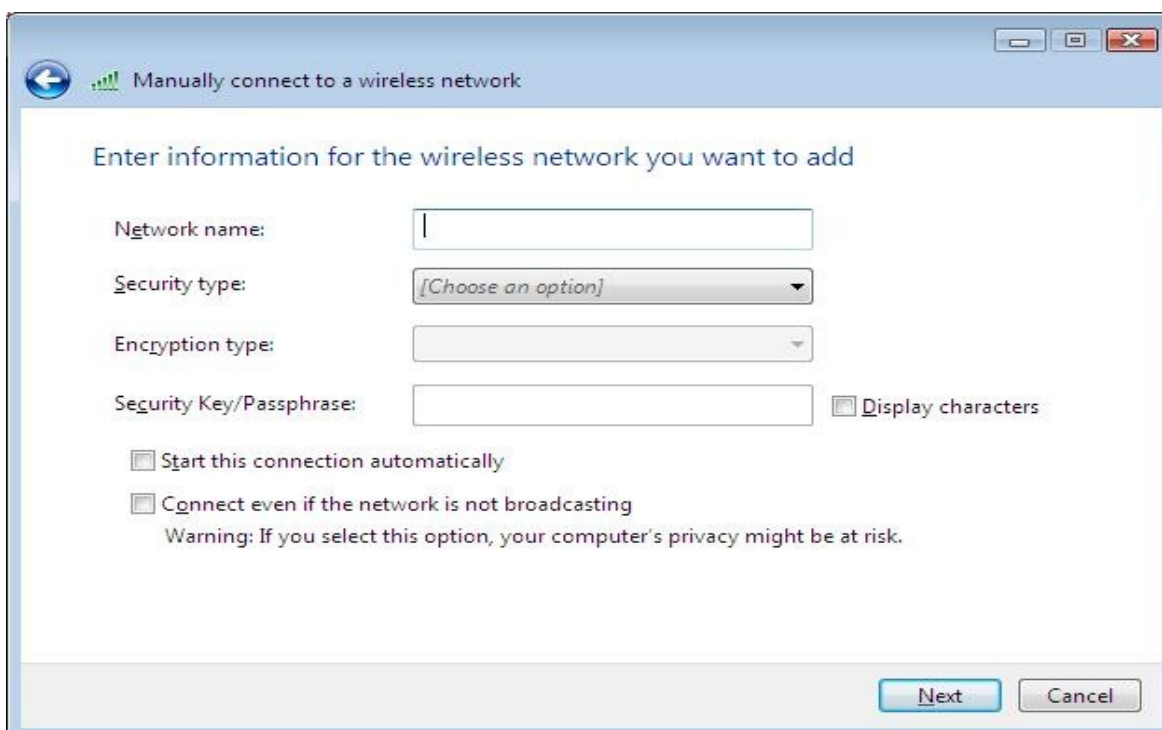 Manually connect to a wireless network
Enter information for the wireless network you want to add
Network name:
Security type: [Choose an option]
Encryption type:
Security Key/Passphrase: Display characters
Start this connection automatically
Connect even if the network is not broadcasting
Warning: If you select this option, your computer's privacy might be at risk.
Next Cancel